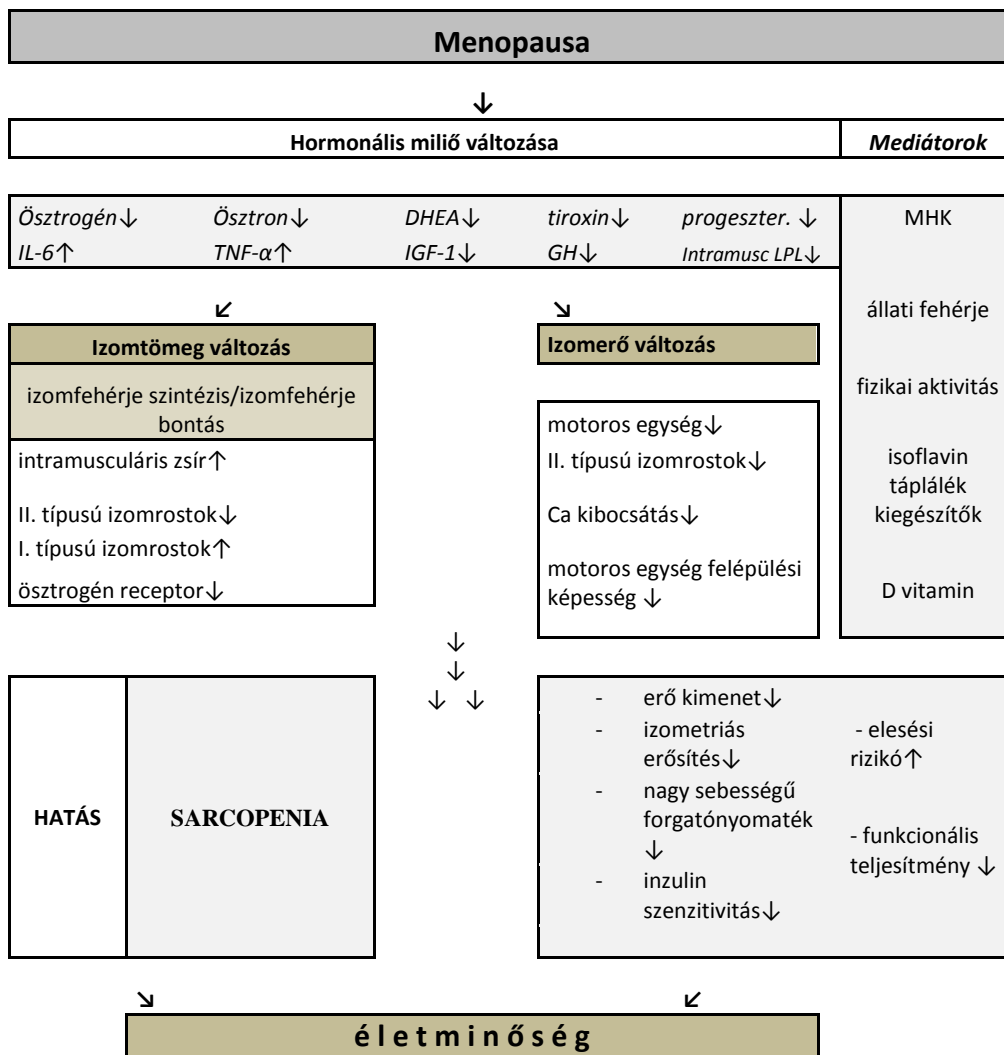 Menopausa
↓
Hormonális miliő változása
Mediátorok
Ösztrogén↓ Ösztron↓ DHEA↓ tiroxin↓ progeszter. ↓
IL-6↑ TNF-α↑ IGF-1↓ GH↓ Intramusc LPL↓
MHK
állati fehérje
fizikai aktivitás
isoflavin
táplálék
kiegészítők
D vitamin
↙ ↘
Izomtömeg változás
izomfehérje szintézis/izomfehérje
bontás
intramusculáris zsír↑
II. típusú izomrostok↓
I. típusú izomrostok↑
ösztrogén receptor↓
Izomerő változás
motoros egység↓
II. típusú izomrostok↓
Ca kibocsátás↓
motoros egység felépülési
képesség ↓
↓
↓
↓ ↓
HATÁS
SARCOPENIA
- erő kimenet↓
- izometriás
erősítés↓
- nagy sebességű
forgatónyomaték
↓
- inzulin
szenzitivitás↓
- elesési
rizikó↑
- funkcionális
teljesítmény ↓
↘ ↙
életminőség